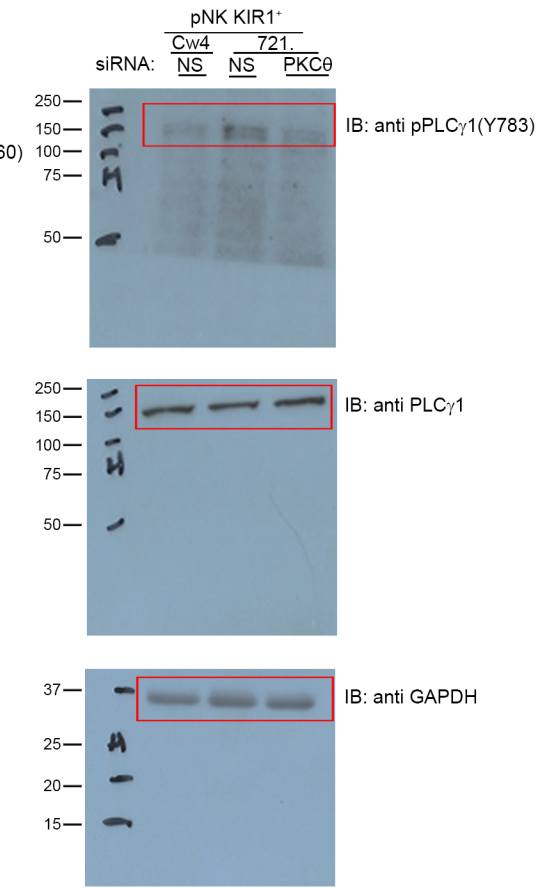 pNK KIR1⁺
Cw4 721.
siRNA: NS NS PKCθ
250
150
100
75
50
60)
IB: anti pPLCγ1(Y783)
250
150
100
75
50
IB: anti PLCγ1
37
25
20
15
IB: anti GAPDH